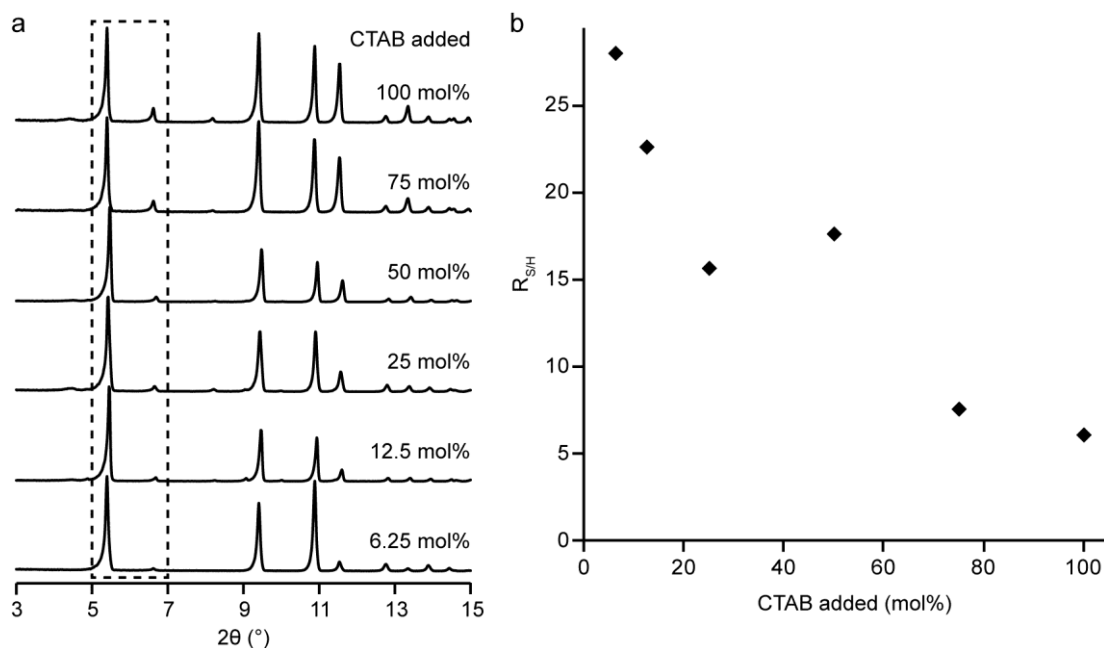 a
CTAB added
100 mol%
75 mol%
50 mol%
25 mol%
12.5 mol%
6.25 mol%
3 5 7 9 11 13 15
2θ (°)
b
25
20
15
10
5
0
R_S/H
0 20 40 60 80 100
CTAB added (mol%)